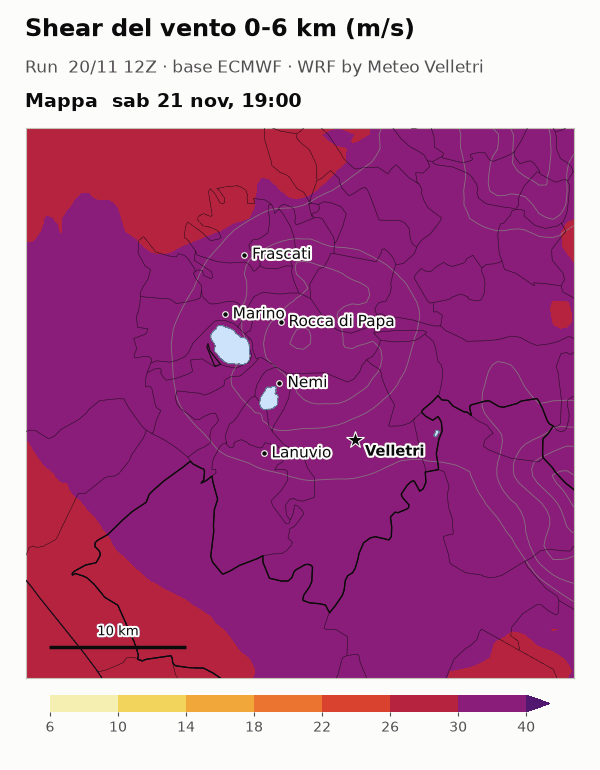 Shear del vento 0-6 km (m/s)
Run  20/11 12Z · base ECMWF · WRF by Meteo Velletri
Mappa  sab 21 nov, 19:00
Frascati
Marino
Rocca di Papa
Nemi
Velletri
Lanuvio
10 km
6 10 14 18 22 26 30 40